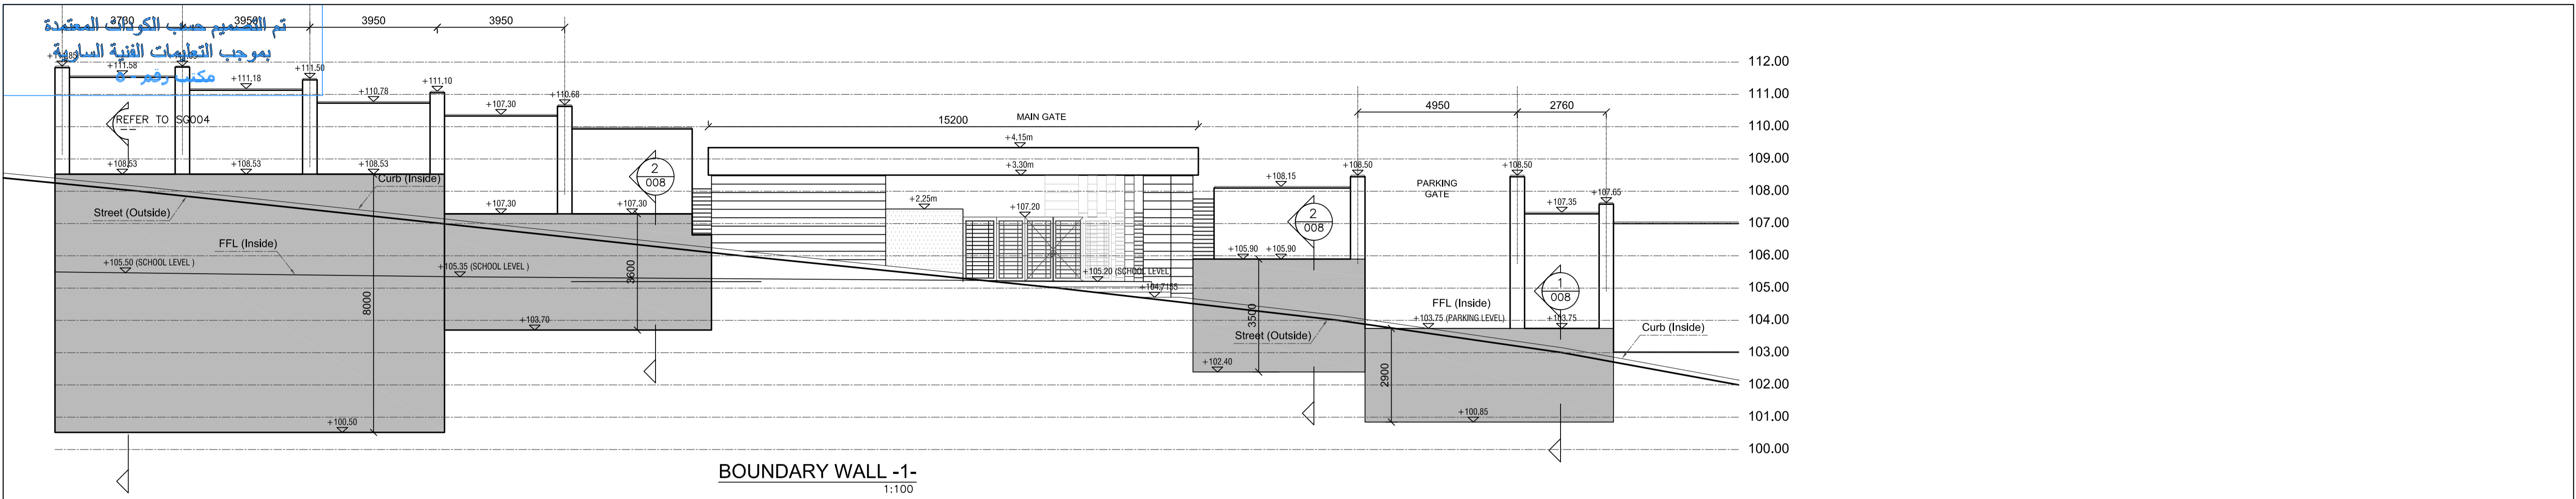 تم التصميم حسب الكودات المعتمدة
بموجب التعليمات الفنية السارية
مكتب رقم - 8
3730
3950
3950
3950
+111.58
+111.18
+111.50
+110.78
+111.10
+107.30
+110.68
REFER TO SG004
+108.53
+108.53
+108.53
Curb (Inside)
Street (Outside)
FFL (Inside)
+105.50 (SCHOOL LEVEL )
+105.35 (SCHOOL LEVEL )
8000
+100.50
+107.30
+107.30
2
008
3600
+103.70
15200
MAIN GATE
+4.15m
+3.30m
+2.25m
+107.20
+105.20 (SCHOOL LEVEL
+104.7155
+108.15
2
008
+105.90
+105.90
3500
Street (Outside)
+102.40
4950
2760
+108.50
+108.50
+107.65
PARKING
GATE
+107.35
1
008
FFL (Inside)
+103.75 (PARKING LEVEL)
+103.75
Curb (Inside)
2900
+100.85
112.00
111.00
110.00
109.00
108.00
107.00
106.00
105.00
104.00
103.00
102.00
101.00
100.00
BOUNDARY WALL -1-
1:100